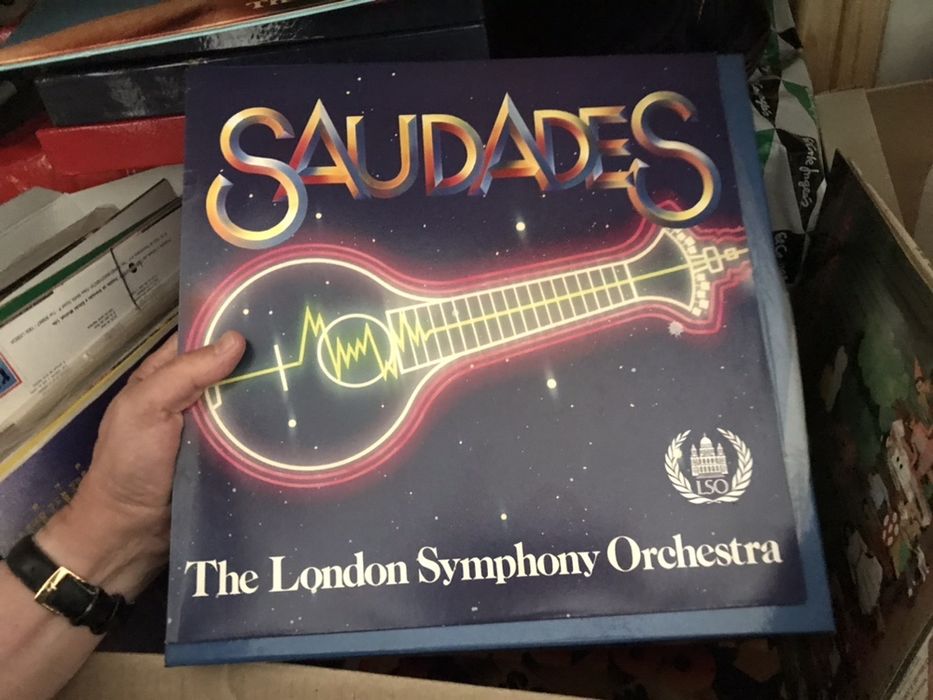 SAUDADES
LSO
The London Symphony Orchestra